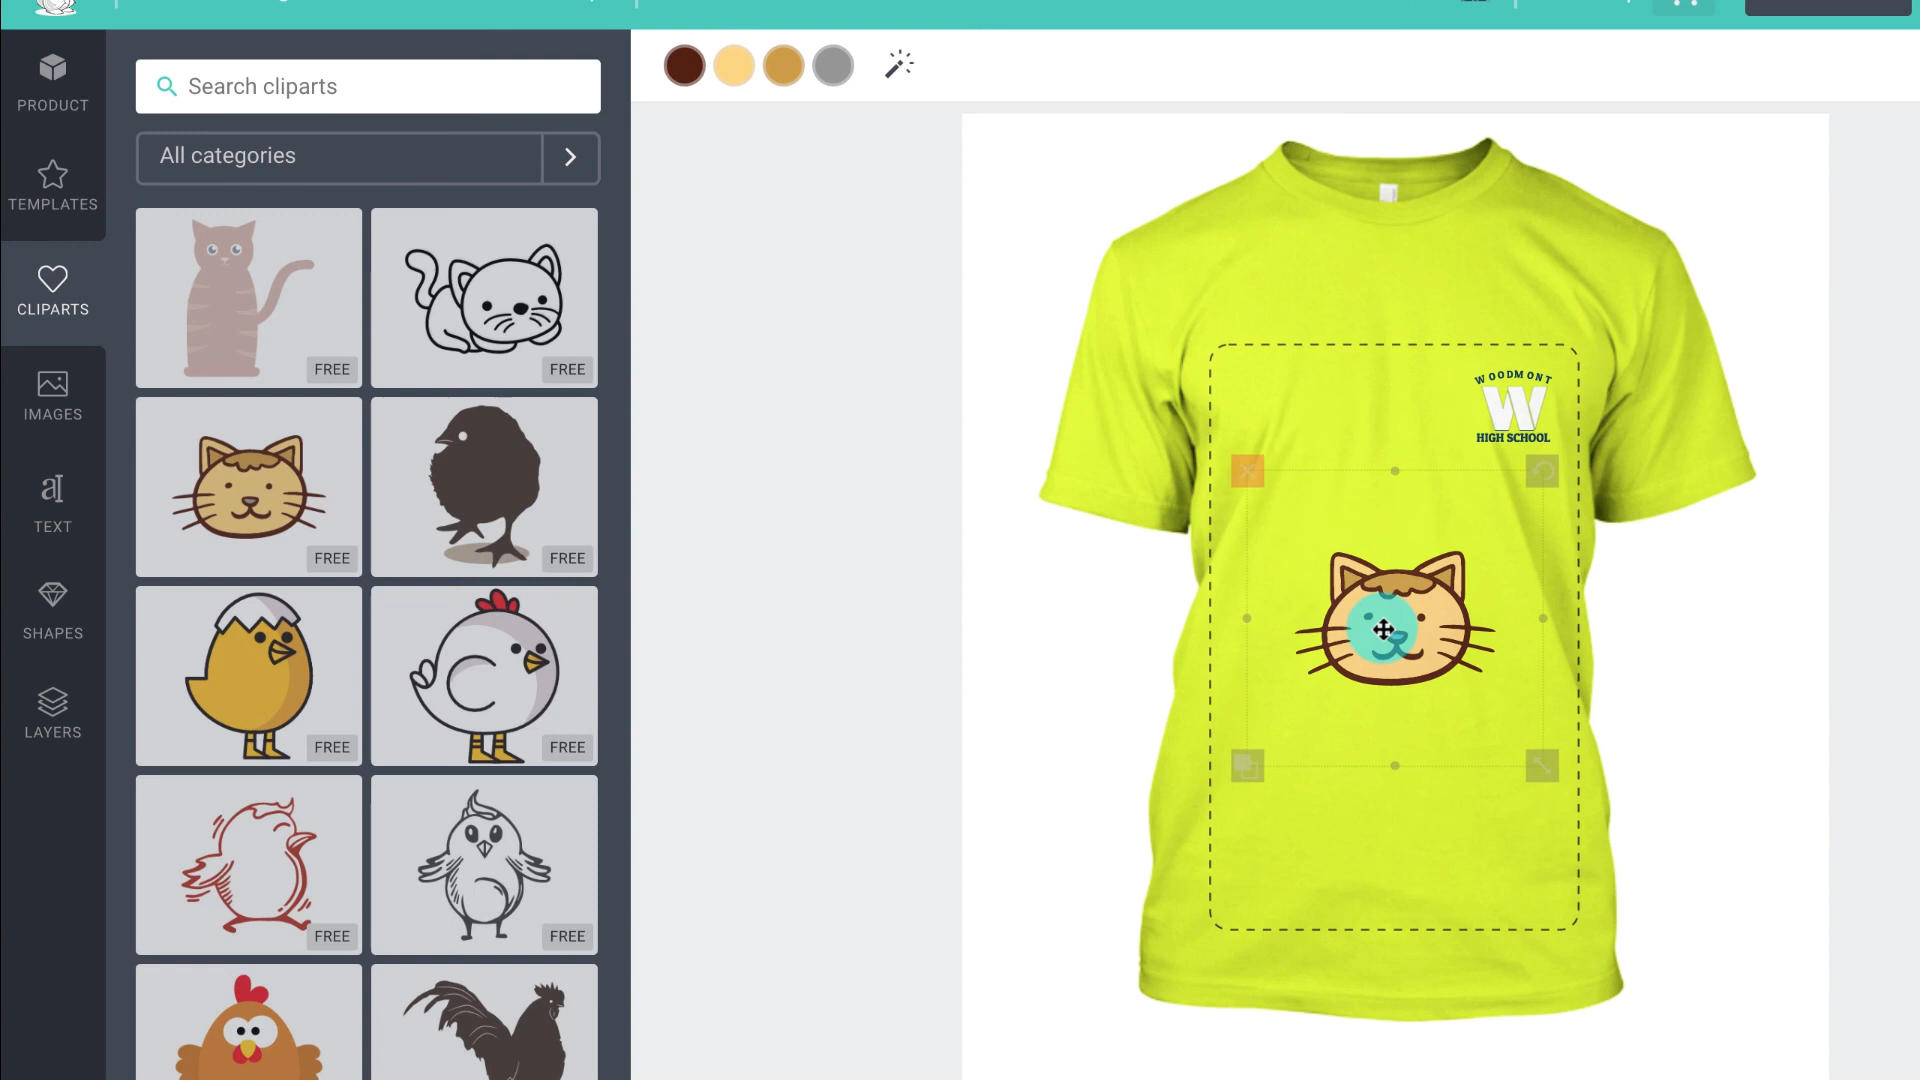 PRODUCT
TEMPLATES
CLIPARTS
IMAGES
TEXT
SHAPES
LAYERS
Search cliparts
All categories
FREE
FREE
FREE
FREE
FREE
FREE
FREE
FREE
WOODMONT
W
HIGH SCHOOL